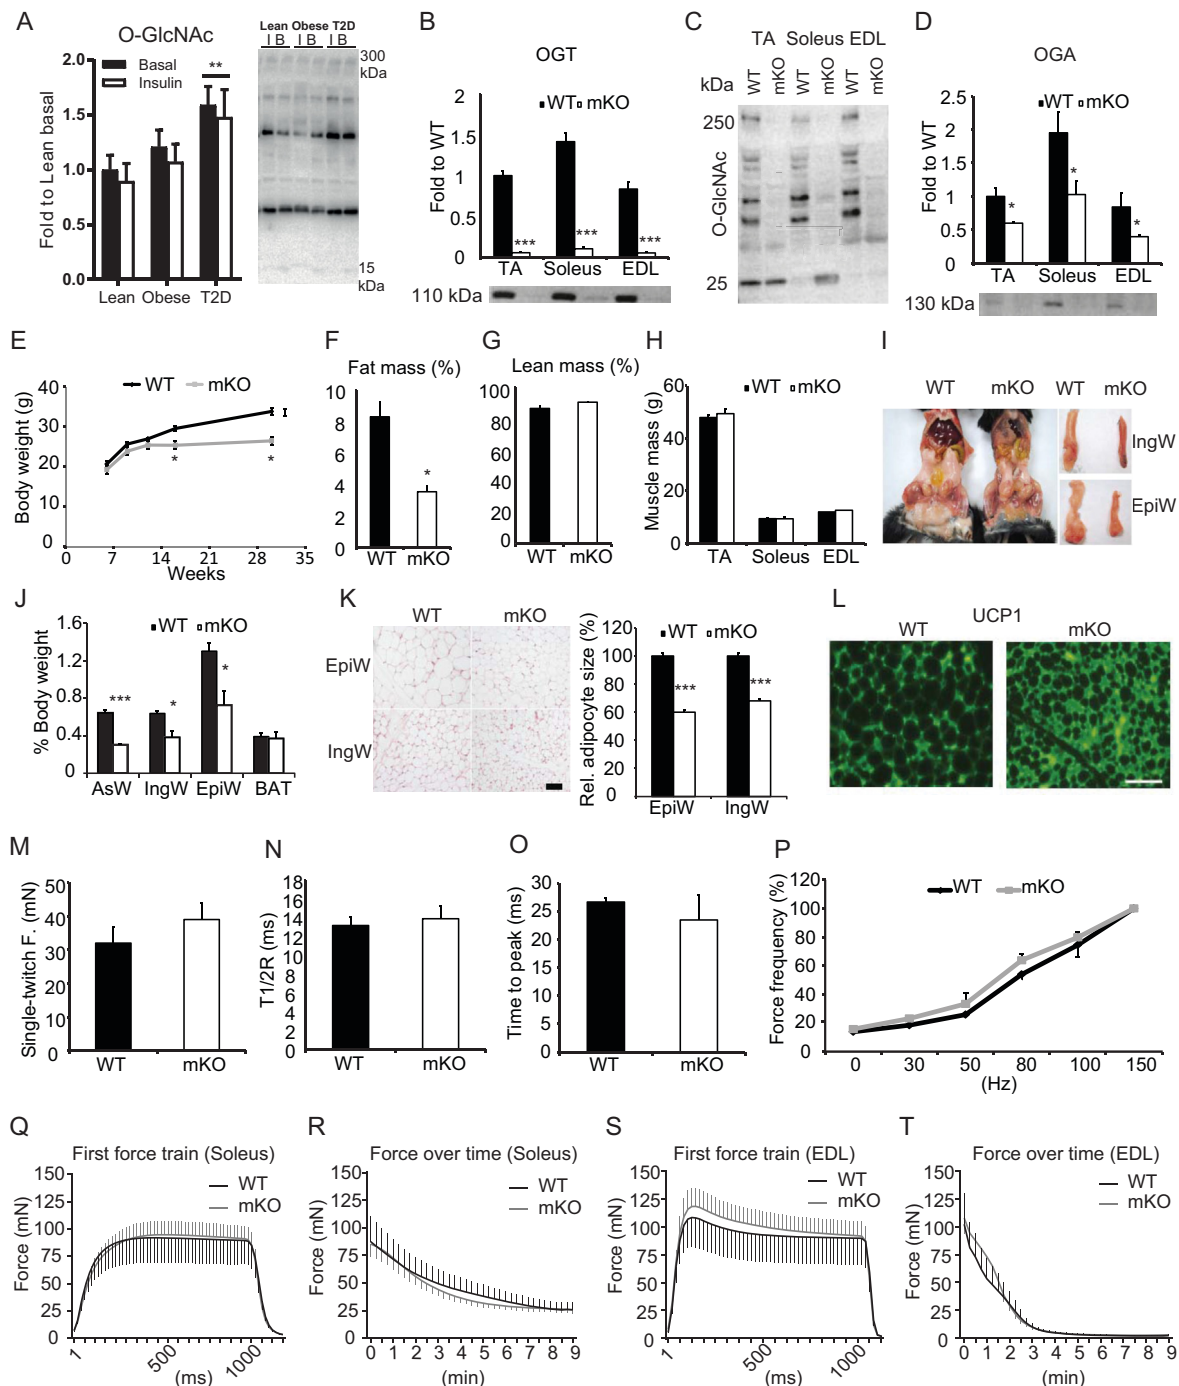 A
O-GlcNAc
Fold to Lean basal
2.0
1.5
1.0
0.5
0.0
Basal
Insulin
**
Lean
Obese
T2D
Lean Obese T2D
I B I B I B
300
kDa
15
kDa
B
OGT
Fold to WT
2
1.5
1
0.5
0
WT
mKO
***
***
***
TA
Soleus
EDL
110 kDa
C
TA Soleus EDL
kDa
WT
mKO
WT
mKO
WT
mKO
250
O-GlcNAc
25
D
OGA
Fold to WT
2.5
2
1.5
1
0.5
0
WT
mKO
*
*
*
TA
Soleus
EDL
130 kDa
E
Body weight (g)
40
30
20
10
0
WT
mKO
*
*
0
7
14
21
28
35
Weeks
F
Fat mass (%)
8
8
6
4
2
0
*
WT
mKO
G
Lean mass (%)
100
80
60
40
20
0
WT
mKO
H
Muscle mass (g)
60
40
20
0
WT
mKO
TA
Soleus
EDL
I
WT
mKO
WT
mKO
IngW
EpiW
J
% Body weight
1.6
1.2
0.8
0.4
0
WT
mKO
***
*
*
AsW
IngW
EpiW
BAT
K
WT
mKO
EpiW
IngW
Rel. adipocyte size (%)
120
100
80
60
40
20
0
WT
mKO
***
***
EpiW
IngW
L
UCP1
WT
mKO
M
Single-twitch F. (mN)
50
40
30
20
10
0
WT
mKO
N
T1/2R (ms)
18
16
14
12
10
8
6
4
2
0
WT
mKO
O
Time to peak (ms)
30
25
20
15
10
5
0
WT
mKO
P
Force frequency (%)
120
100
80
60
40
20
0
WT
mKO
0
30
50
80
100
150
(Hz)
Q
First force train (Soleus)
Force (mN)
150
125
100
75
50
25
0
WT
mKO
1
500
1000
(ms)
R
Force over time (Soleus)
Force (mN)
150
125
100
75
50
25
0
WT
mKO
0 1 2 3 4 5 6 7 8 9
(min)
S
First force train (EDL)
Force (mN)
150
125
100
75
50
25
0
WT
mKO
1
500
1000
(ms)
T
Force over time (EDL)
Force (mN)
150
125
100
75
50
25
0
WT
mKO
0 1 2 3 4 5 6 7 8 9
(min)